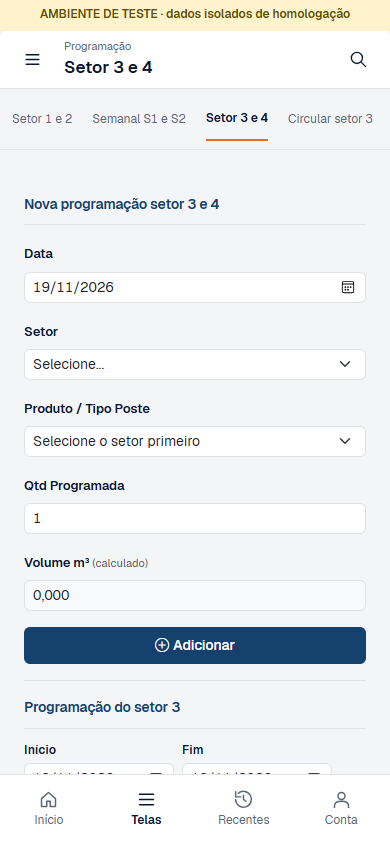 AMBIENTE DE TESTE · dados isolados de homologação
Programação
Setor 3 e 4
Setor 1 e 2
Semanal S1 e S2
Setor 3 e 4
Circular setor 3
Nova programação setor 3 e 4
Data
19/11/2026
Setor
Selecione...
Produto / Tipo Poste
Selecione o setor primeiro
Qtd Programada
1
Volume m³ (calculado)
0,000
Adicionar
Programação do setor 3
Início
Fim
Início
Telas
Recentes
Conta